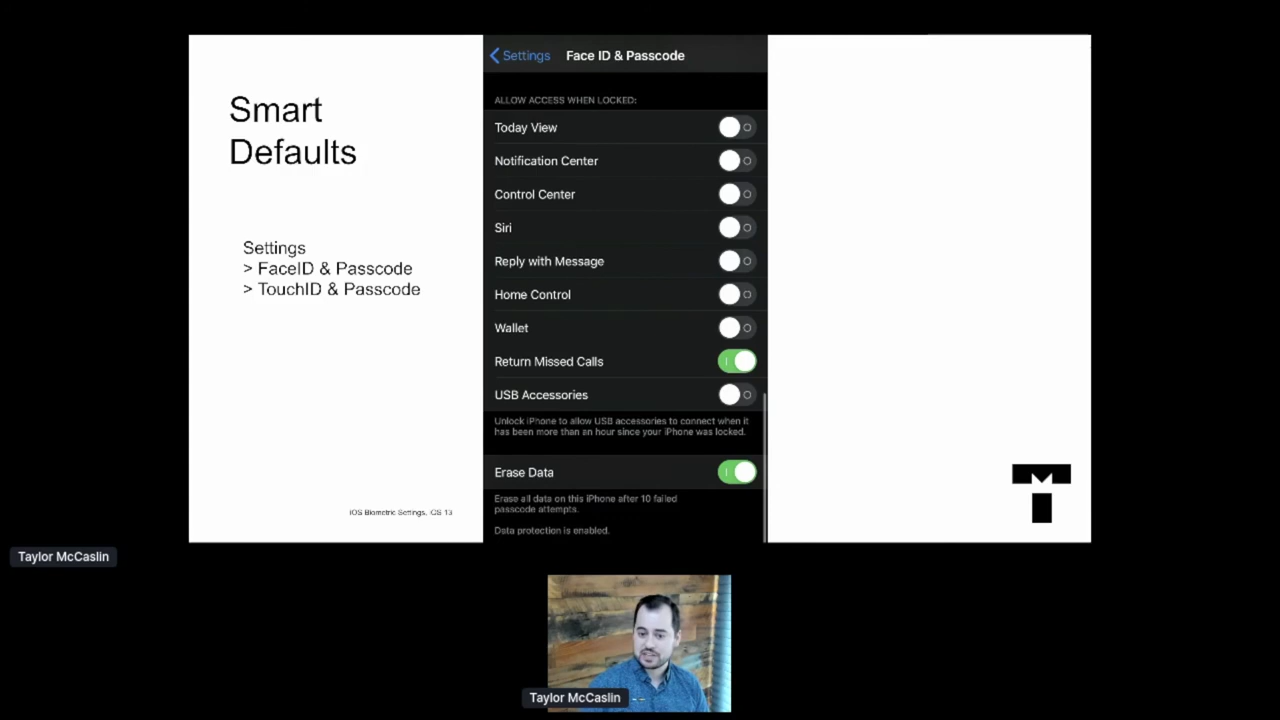 Smart
Defaults
Settings
> FaceID & Passcode
> TouchID & Passcode
iOS Biometric Settings, iOS 13
Settings
Face ID & Passcode
ALLOW ACCESS WHEN LOCKED:
Today View
Notification Center
Control Center
Siri
Reply with Message
Home Control
Wallet
Return Missed Calls
USB Accessories
Unlock iPhone to allow USB accessories to connect when it
has been more than an hour since your iPhone was locked.
Erase Data
Erase all data on this iPhone after 10 failed
passcode attempts.
Data protection is enabled.
Taylor McCaslin
Taylor McCaslin